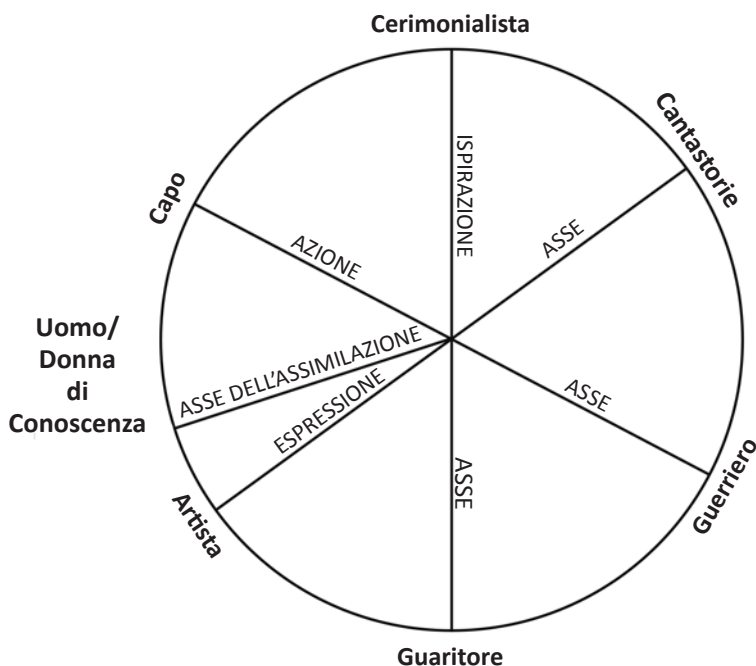 Cerimonialista
Cantastorie
Capo
ISPIRAZIONE
ASSE
AZIONE
Uomo/
Donna
di
Conoscenza
ASSE DELL’ASSIMILAZIONE
ESPRESSIONE
ASSE
ASSE
Guerriero
Artista
Guaritore